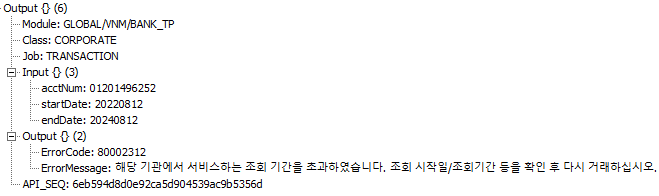 Output {} (6)
Module: GLOBAL/VNM/BANK_TP
Class: CORPORATE
Job: TRANSACTION
Input {} (3)
acctNum: 01201496252
startDate: 20220812
endDate: 20240812
Output {} (2)
ErrorCode: 80002312
ErrorMessage: 해당 기관에서 서비스하는 조회 기간을 초과하였습니다. 조회 시작일/조회기간 등을 확인 후 다시 거래하십시오.
API_SEQ: 6eb594d8d0e92ca5d904539ac9b5356d